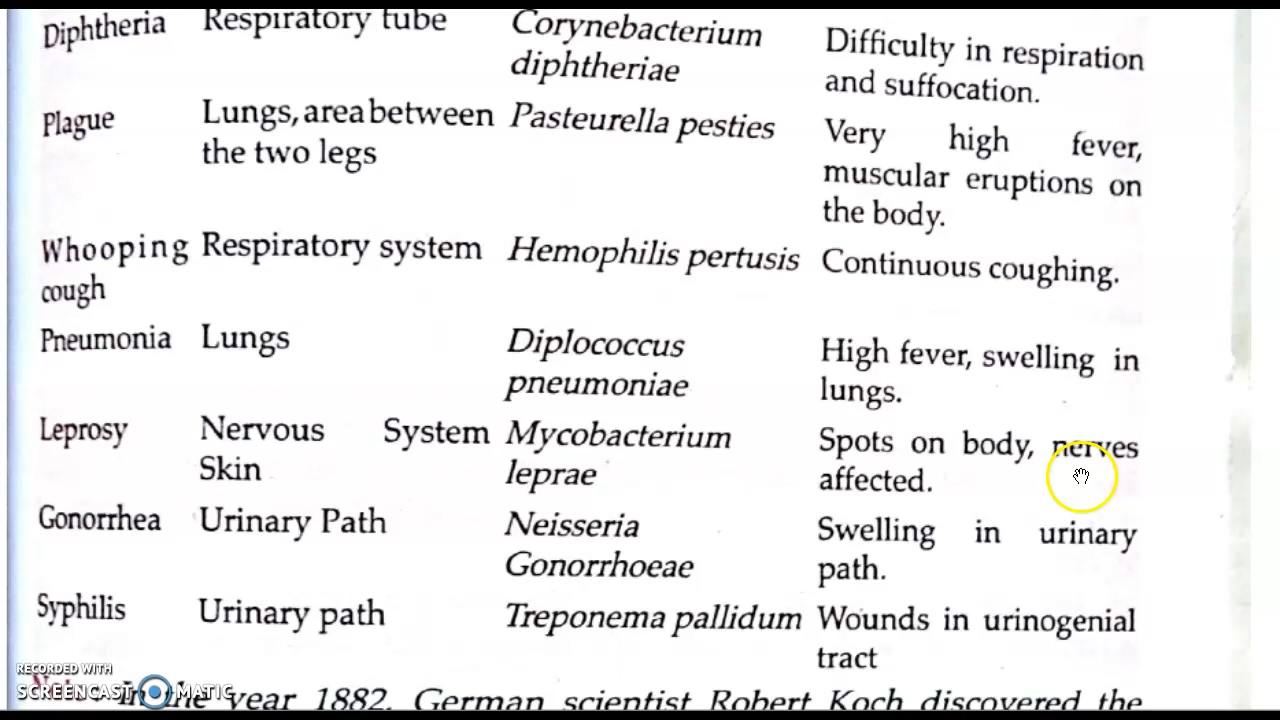 Diphtheria Respiratory tube Corynebacterium Difficulty in respiration
diphtheriae and suffocation.
Plague Lungs, area between Pasteurella pesties Very high fever,
the two legs muscular eruptions on
the body.
Whooping Respiratory system Hemophilis pertusis Continuous coughing.
cough
Pneumonia Lungs Diplococcus High fever, swelling in
pneumoniae lungs.
Leprosy Nervous System Mycobacterium Spots on body, nerves
Skin leprae affected.
Gonorrhea Urinary Path Neisseria Swelling in urinary
Gonorrhoeae path.
Syphilis Urinary path Treponema pallidum Wounds in urinogenial
tract
RECORDED WITH
SCREENCAST MATIC
In the year 1882, German scientist Robert Koch discovered the